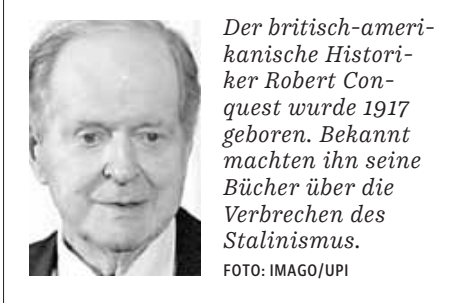 Der britisch-ameri-
kanische Histori-
ker Robert Con-
quest wurde 1917
geboren. Bekannt
machten ihn seine
Bücher über die
Verbrechen des
Stalinismus.
FOTO: IMAGO/UPI